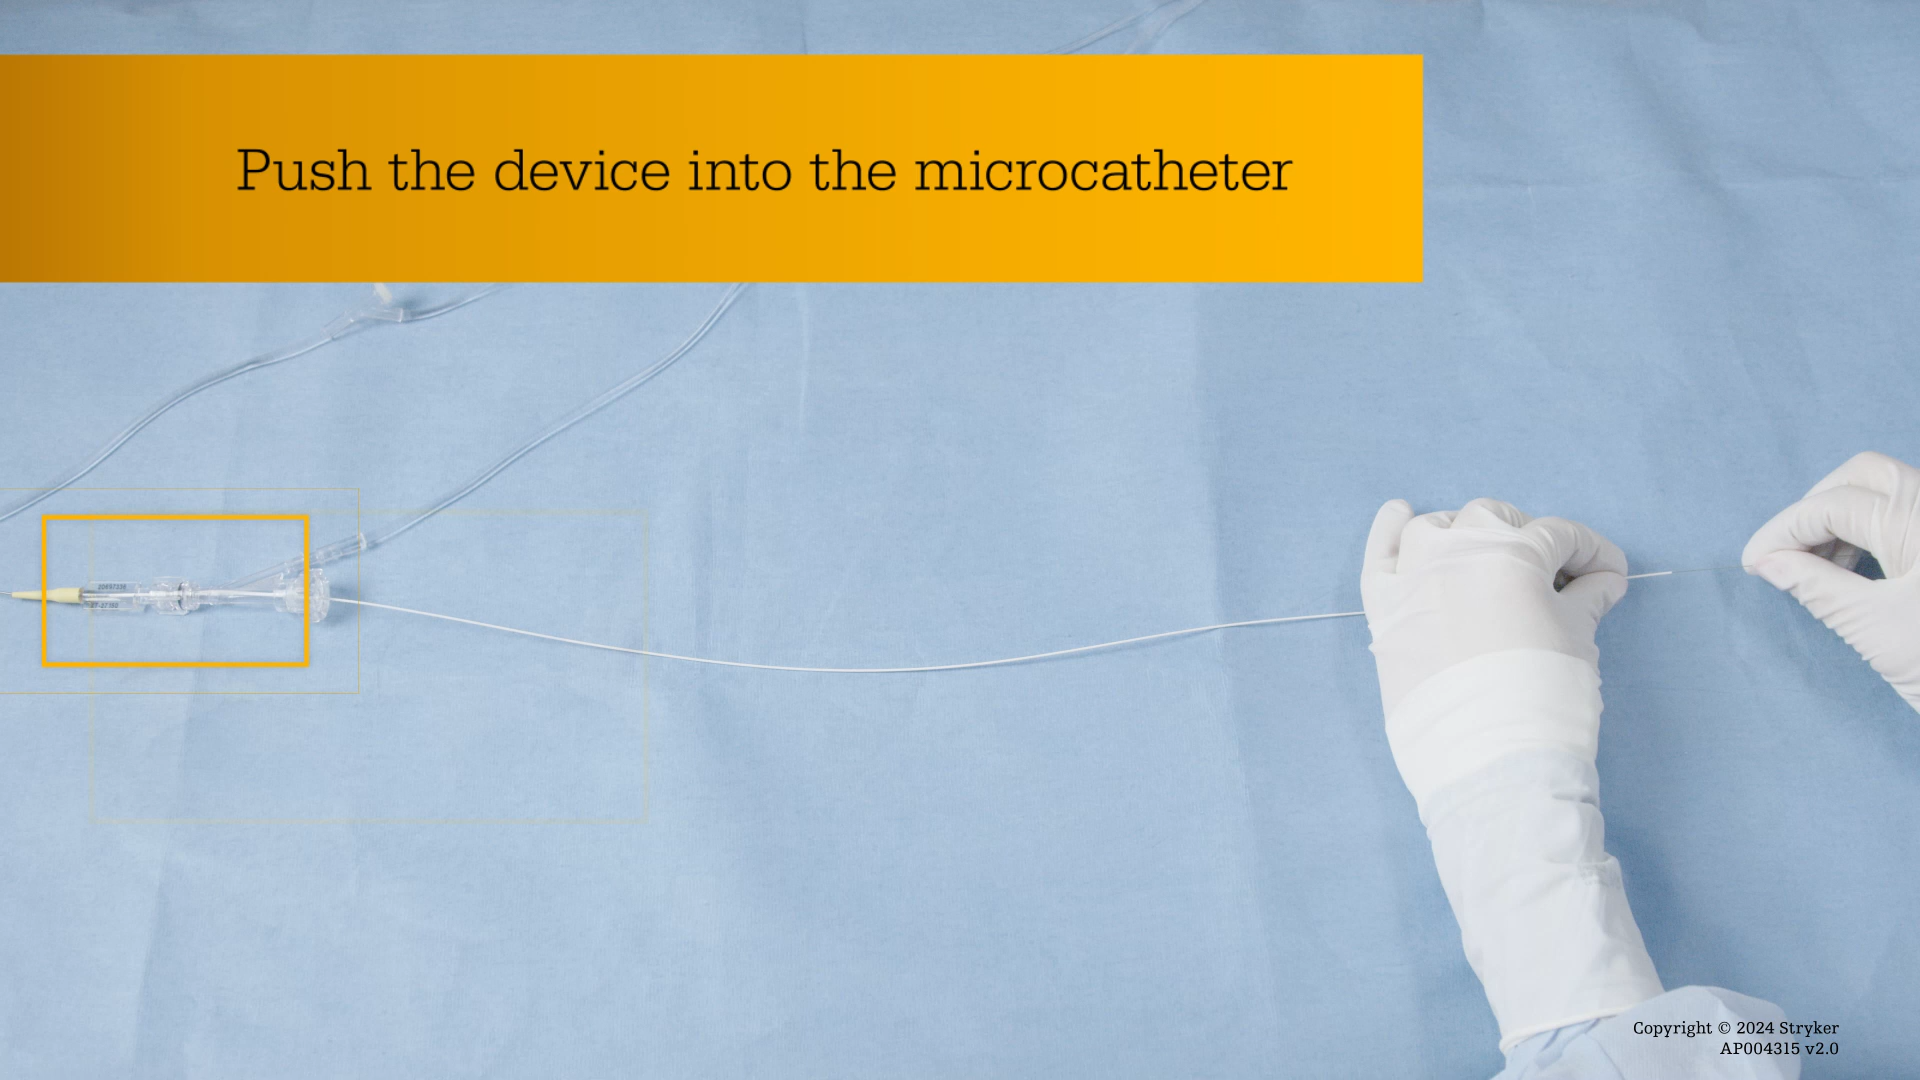 Push the device into the microcatheter
Copyright © 2024 Stryker
AP004315 v2.0